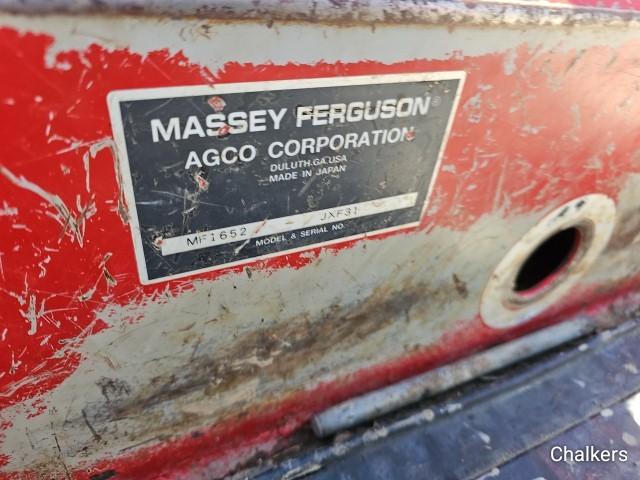 MASSEY FERGUSON®
AGCO CORPORATION
DULUTH.GA.USA
MADE IN JAPAN
MF1652 JXF31
MODEL & SERIAL NO.
Chalkers